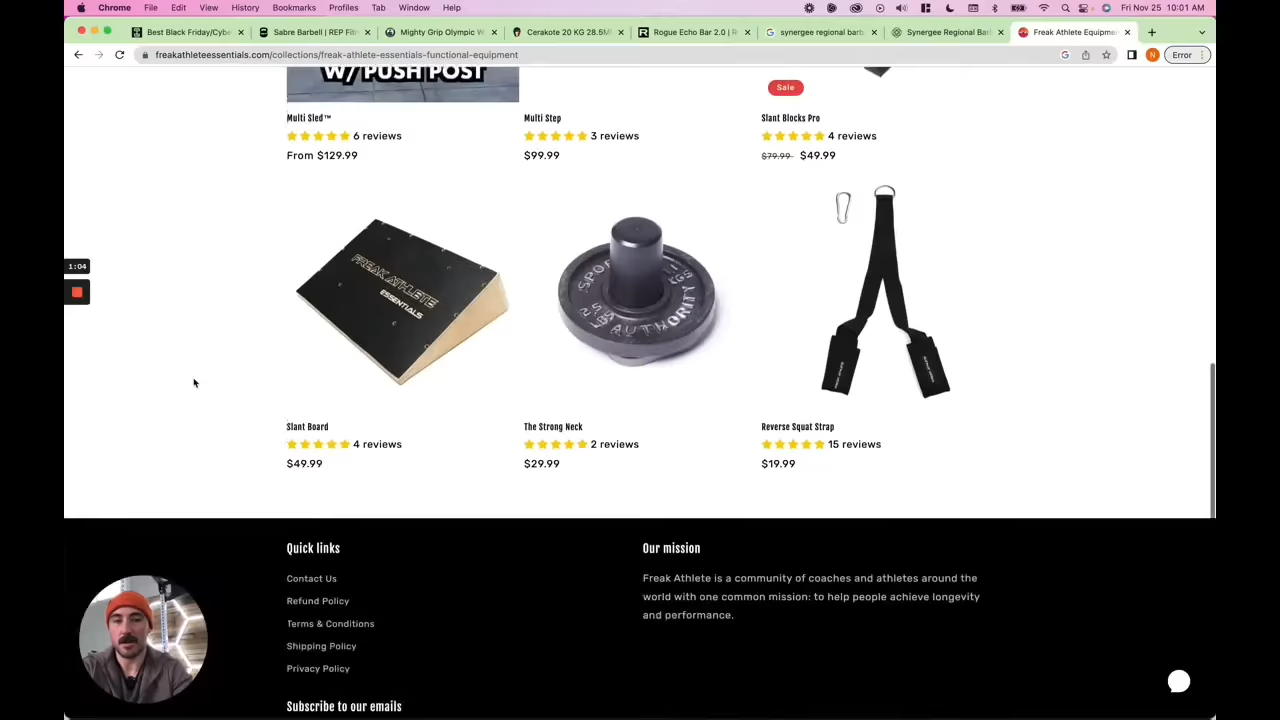 Chrome File Edit View History Bookmarks Profiles Tab Window Help Fri Nov 25 10:01 AM
Best Black Friday/Cybe Sabre Barbell | REP Fitn Mighty Grip Olympic W Cerakote 20 KG 28.5M Rogue Echo Bar 2.0 | Ro synergee regional barb Synergee Regional Barb Freak Athlete Equipmen
freakathleteessentials.com/collections/freak-athlete-essentials-functional-equipment N Error
W/PUSH POST
Sale
Multi Sled™ Multi Step Slant Blocks Pro
6 reviews 3 reviews 4 reviews
From $129.99 $99.99 $79.99 $49.99
1:04
FREAK ATHLETE
ESSENTIALS
AUTHORITY
Slant Board The Strong Neck Reverse Squat Strap
4 reviews 2 reviews 15 reviews
$49.99 $29.99 $19.99
Quick links Our mission
Contact Us Freak Athlete is a community of coaches and athletes around the
Refund Policy world with one common mission: to help people achieve longevity
Terms & Conditions and performance.
Shipping Policy
Privacy Policy
Subscribe to our emails